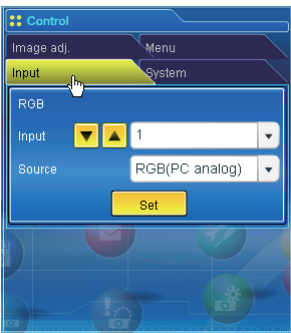 Control
Image adj. Menu
Input System
RGB
Input 1
Source RGB(PC analog)
Set